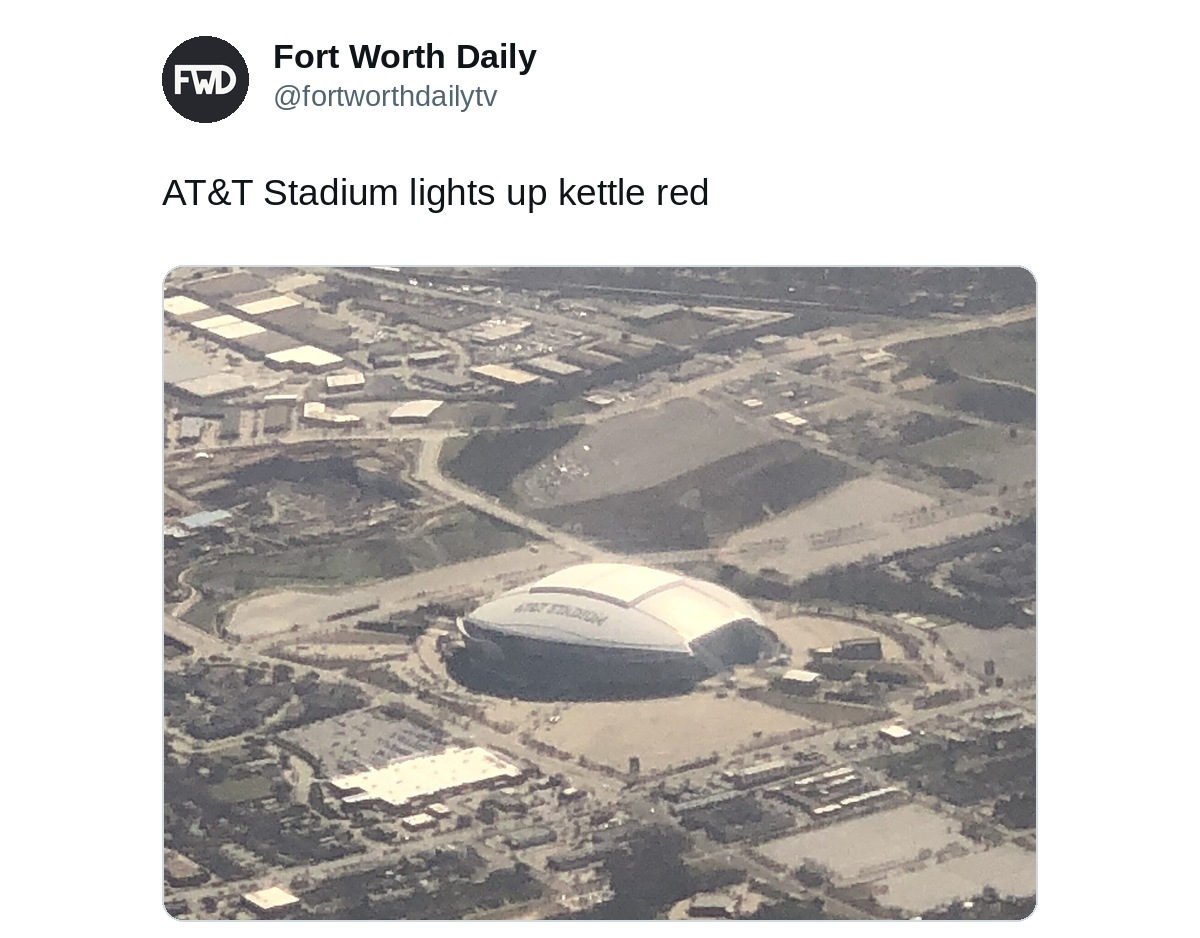 FWD
Fort Worth Daily
@fortworthdailytv
AT&T Stadium lights up kettle red
AT&T STADIUM